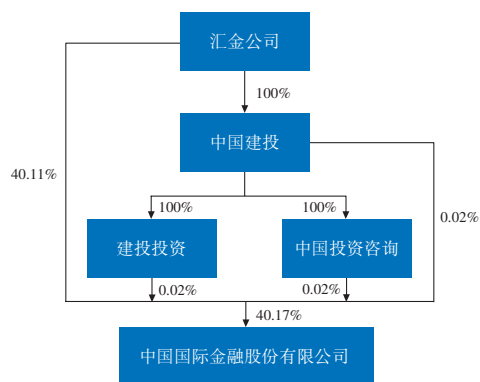 汇金公司
100%
中国建投
40.11%
0.02%
100%
100%
建投投资
中国投资咨询
0.02%
0.02%
40.17%
中国国际金融股份有限公司